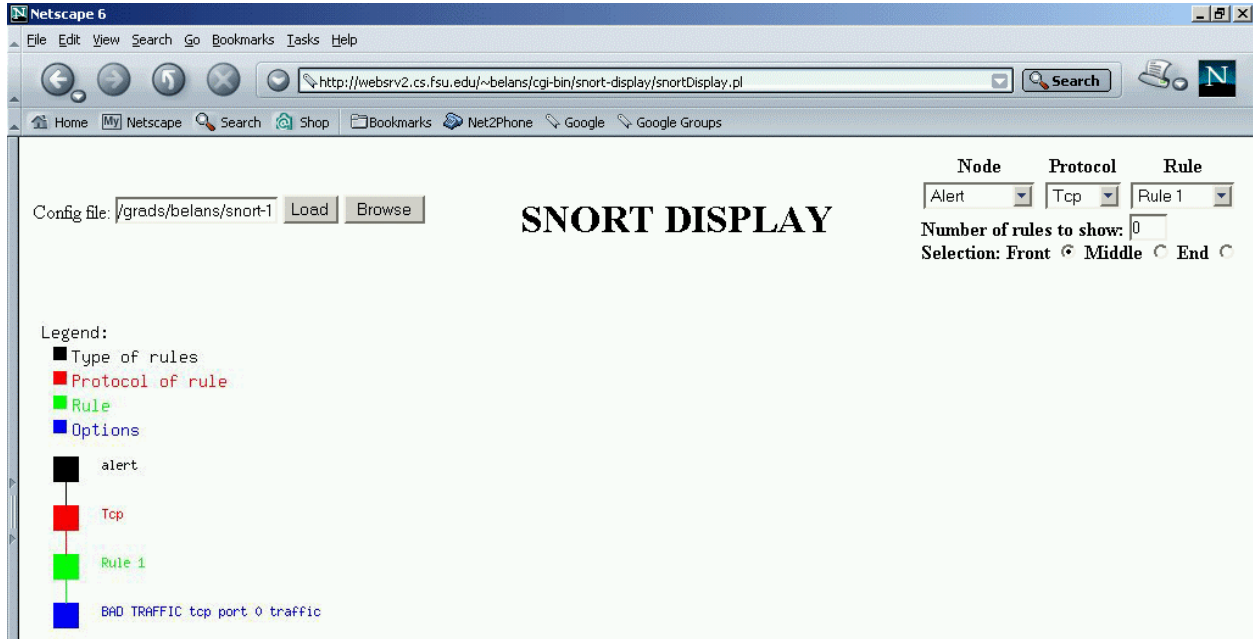 Netscape 6
File Edit View Search Go Bookmarks Tasks Help
http://websrv2.cs.fsu.edu/~belans/cgi-bin/snort-display/snortDisplay.pl Search N
Home My Netscape Search Shop Bookmarks Net2Phone Google Google Groups
Node Protocol Rule
Config file: /grads/belans/snort-1 Load Browse
SNORT DISPLAY
Alert Tcp Rule 1
Number of rules to show: 0
Selection: Front Middle End
Legend:
Type of rules
Protocol of rule
Rule
Options
alert
Tcp
Rule 1
BAD TRAFFIC tcp port 0 traffic